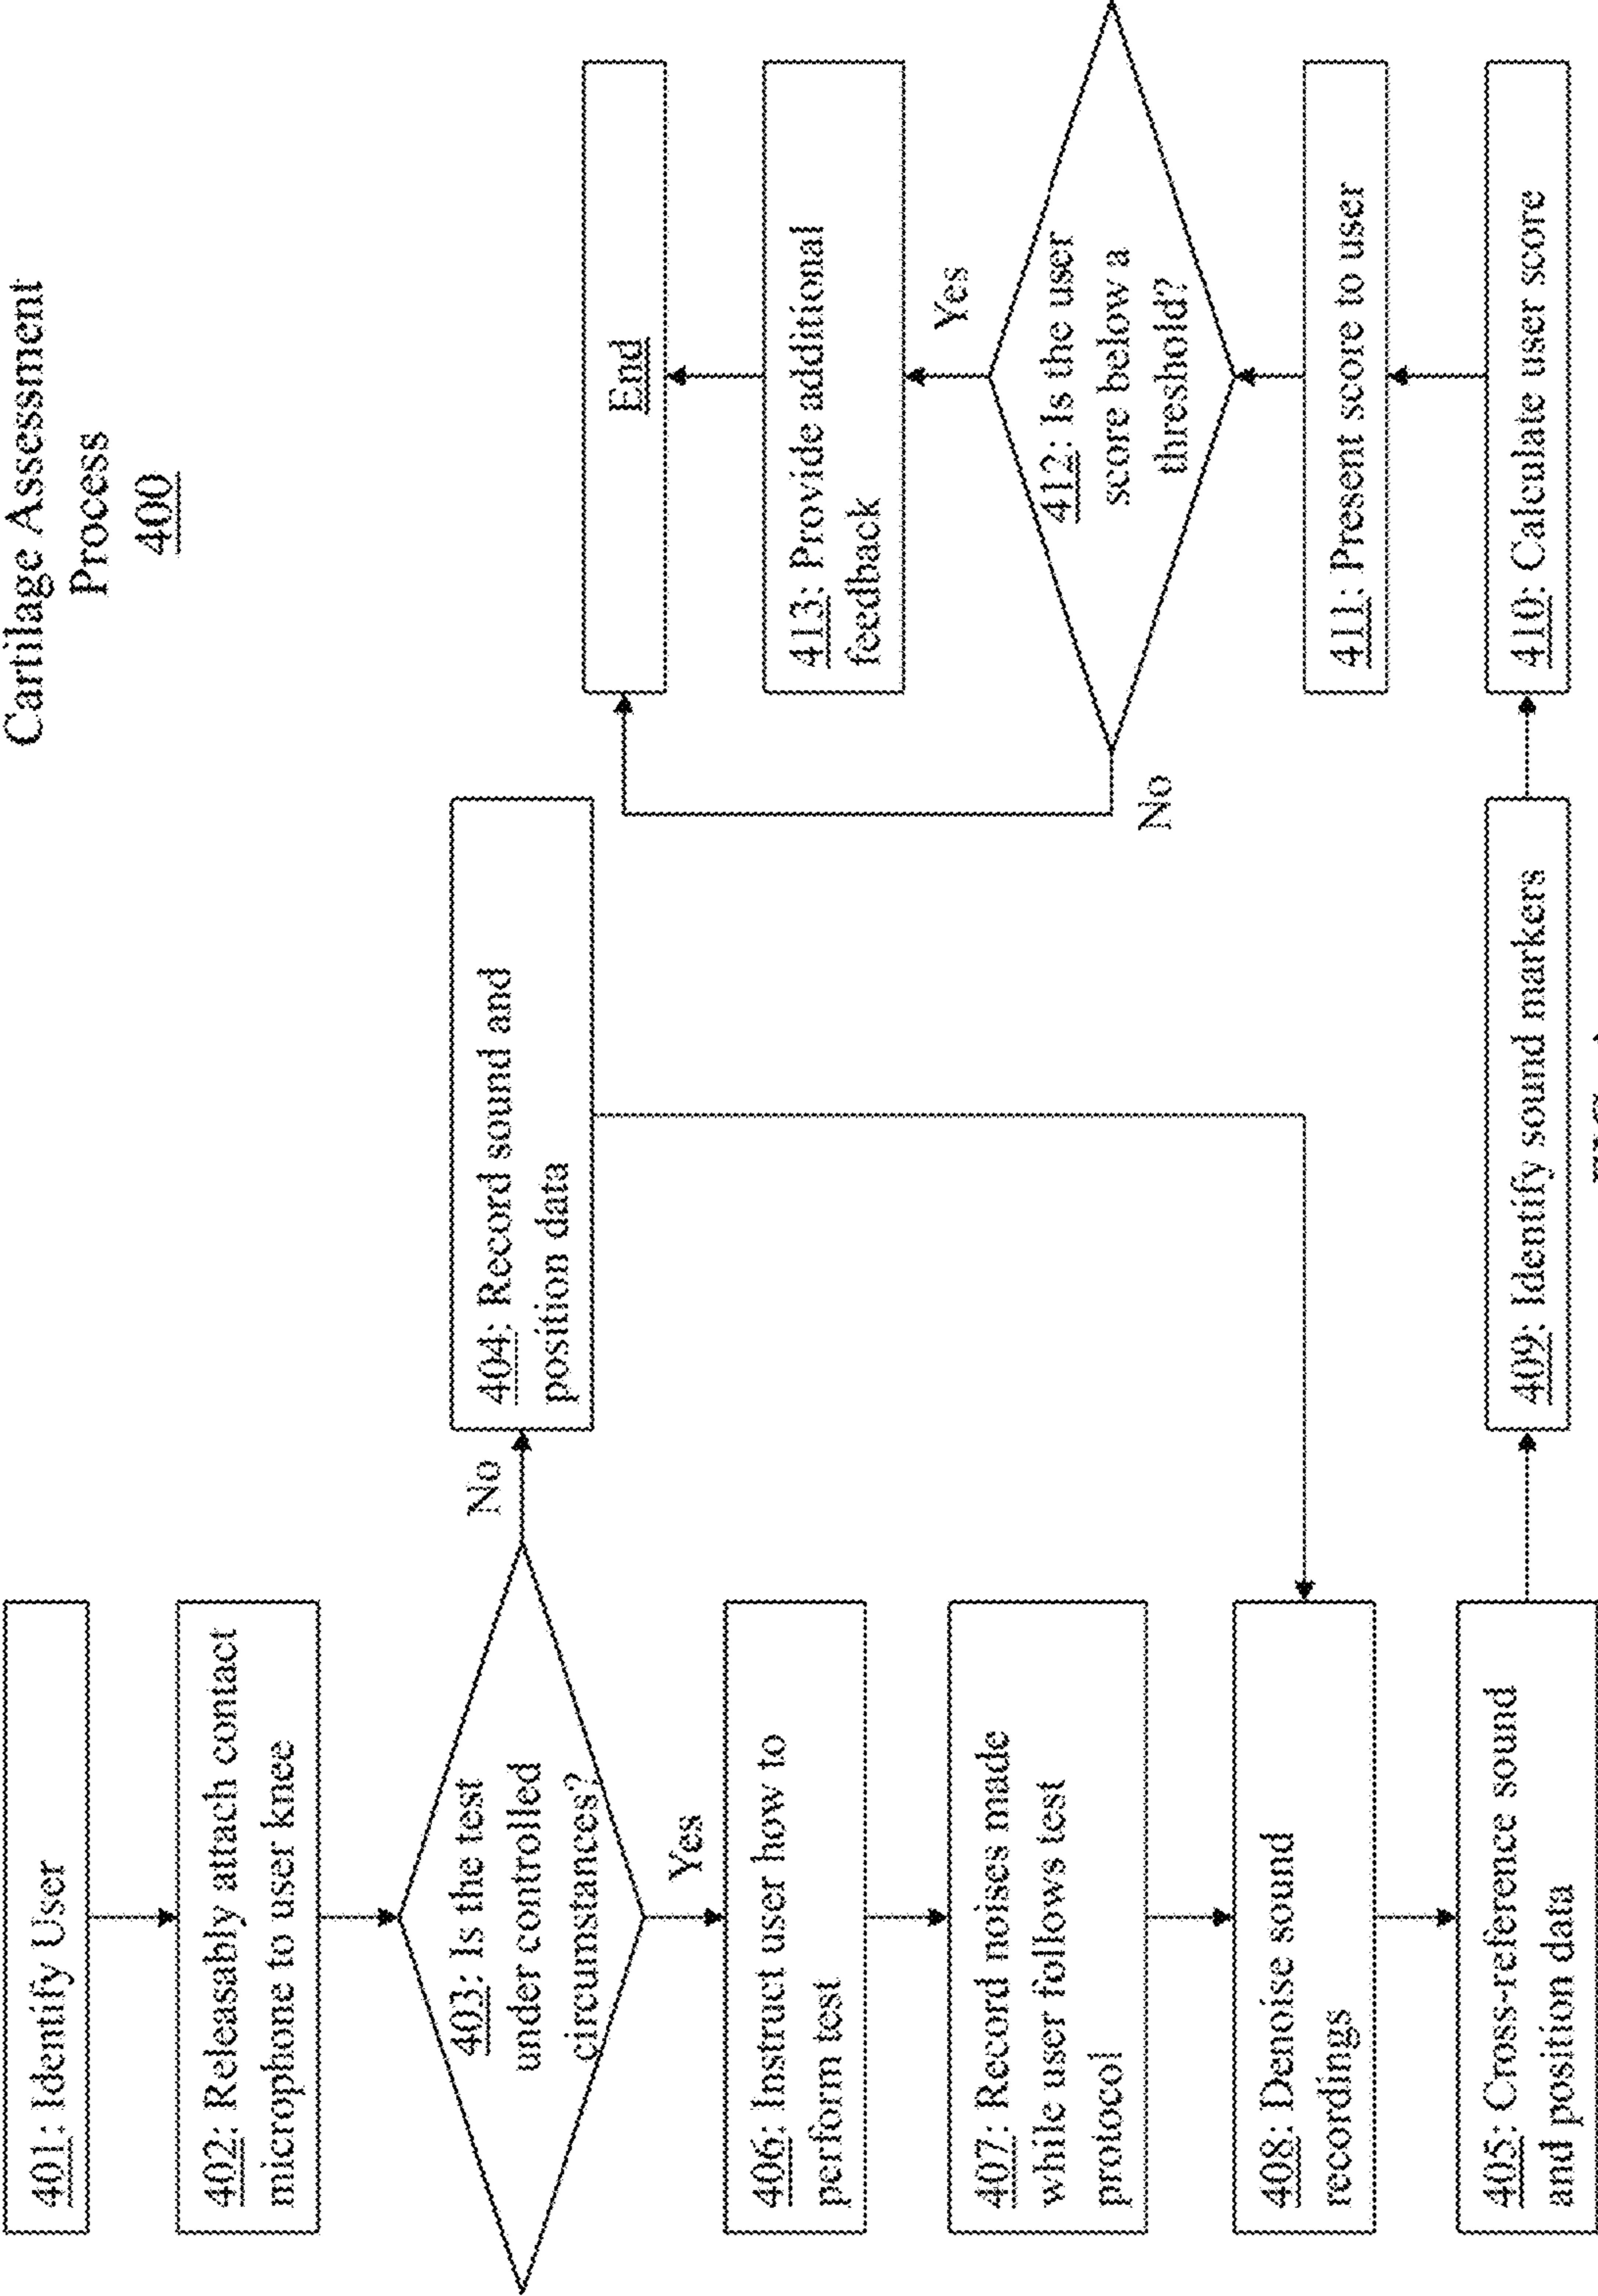 Cartilage Assessment
Process
400
401: Identify User
402: Releasably attach contact
microphone to user knee
403: Is the test
under controlled
circumstances?
No
404: Record sound and
position data
Yes
406: Instruct user how to
perform test
407: Record noises made
while user follows test
protocol
408: Denoise sound
recordings
405: Cross-reference sound
and position data
409: Identify sound markers
410: Calculate user score
411: Present score to user
412: Is the user
score below a
threshold?
No
Yes
413: Provide additional
feedback
End